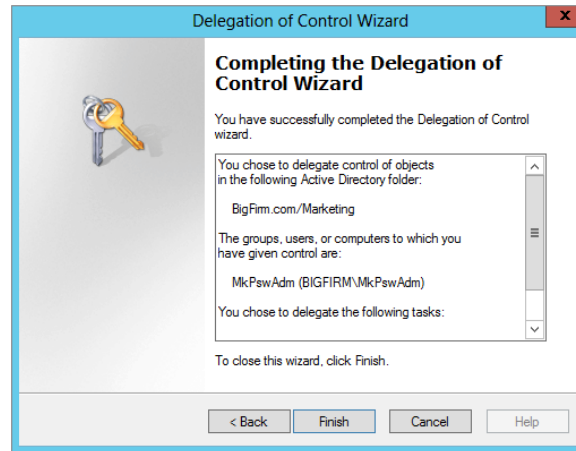 Delegation of Control Wizard
x
Completing the Delegation of
Control Wizard
You have successfully completed the Delegation of Control
wizard.
You chose to delegate control of objects
in the following Active Directory folder:
BigFirm.com/Marketing
The groups, users, or computers to which you
have given control are:
MkPswAdm (BIGFIRM\MkPswAdm)
You chose to delegate the following tasks:
To close this wizard, click Finish.
< Back Finish Cancel Help